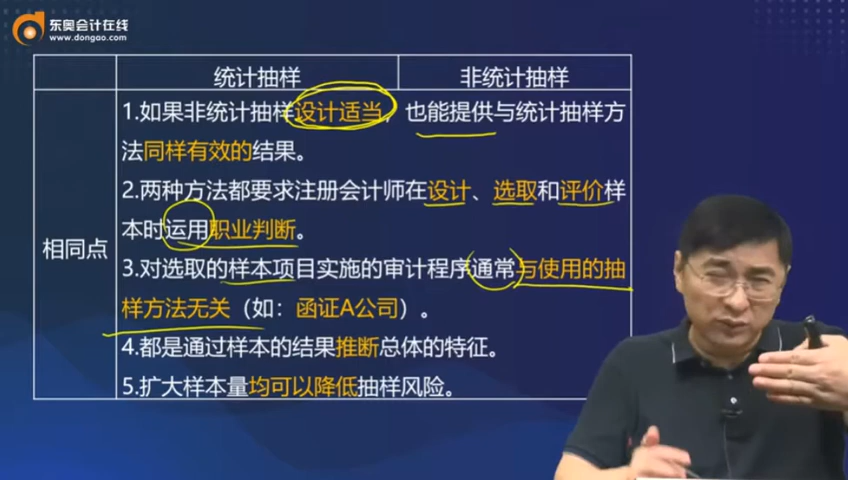 东奥会计在线
www.dongao.com
统计抽样
非统计抽样
相同点
1.如果非统计抽样设计适当，也能提供与统计抽样方
法同样有效的结果。
2.两种方法都要求注册会计师在设计、选取和评价样
本时运用职业判断。
3.对选取的样本项目实施的审计程序通常与使用的抽
样方法无关（如：函证A公司）。
4.都是通过样本的结果推断总体的特征。
5.扩大样本量均可以降低抽样风险。